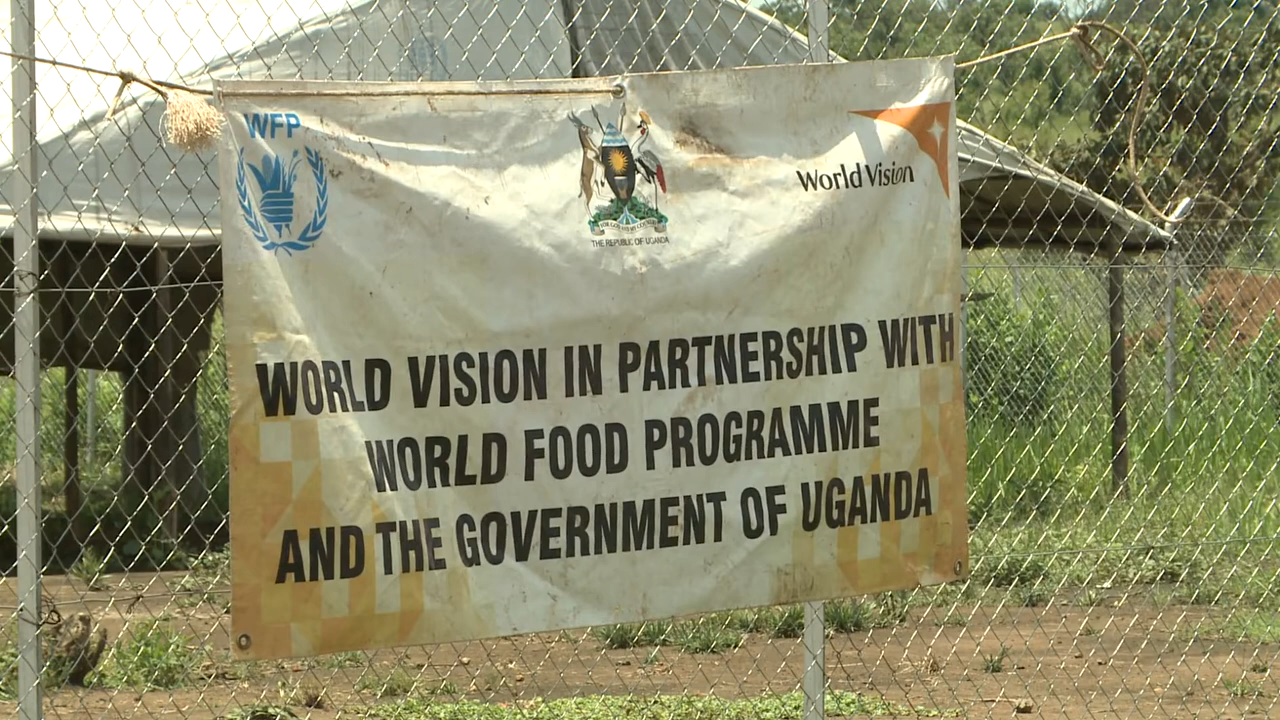 WFP
World Vision
THE REPUBLIC OF UGANDA
WORLD VISION IN PARTNERSHIP WITH
WORLD FOOD PROGRAMME
AND THE GOVERNMENT OF UGANDA